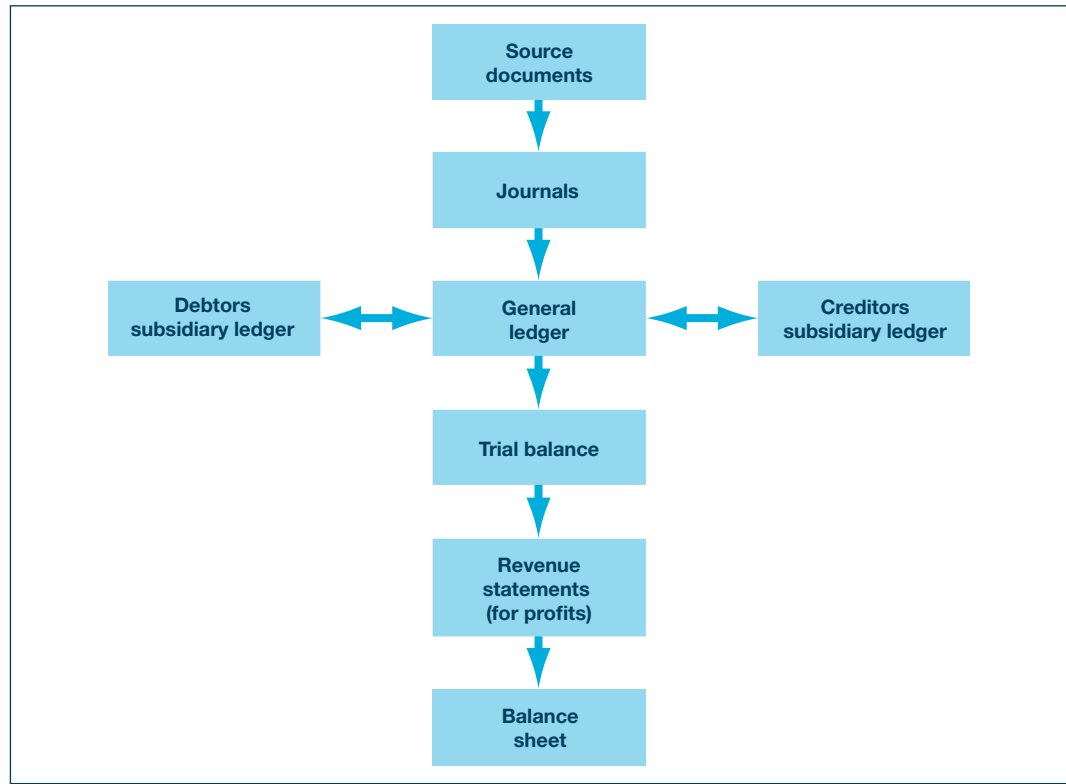 Source
documents
Journals
Debtors
subsidiary ledger
General
ledger
Creditors
subsidiary ledger
Trial balance
Revenue
statements
(for profits)
Balance
sheet